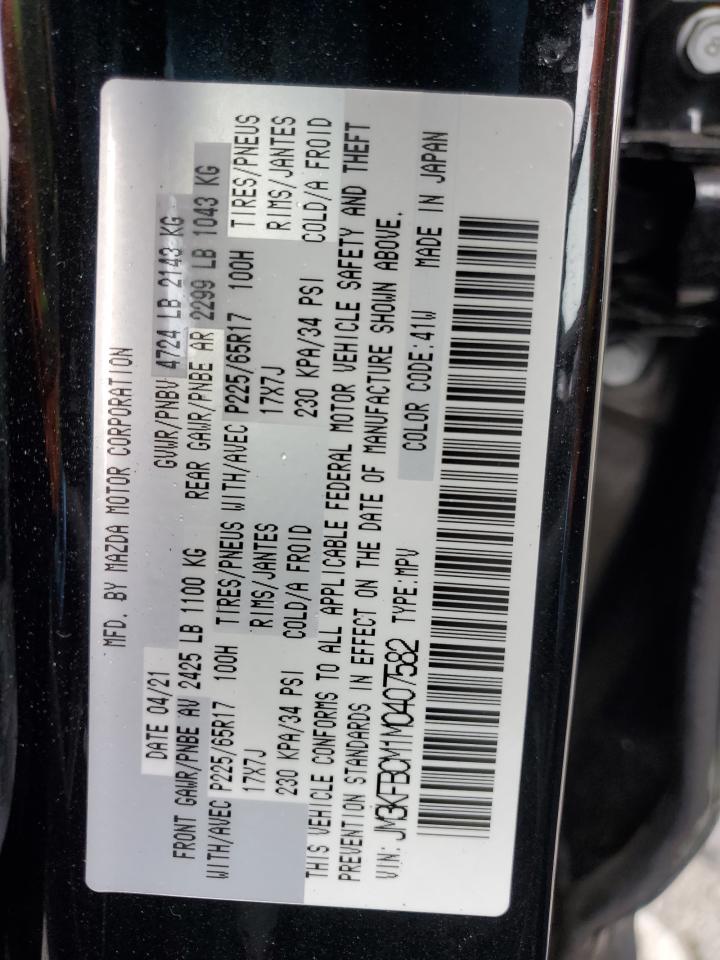 MFD. BY MAZDA MOTOR CORPORATION
DATE 04/21 GVWR/PNBV 4724 LB 2143 KG
FRONT GAWR/PNBE AV 2425 LB 1100 KG REAR GAWR/PNBE AR 2299 LB 1043 KG
WITH/AVEC P225/65R17 100H TIRES/PNEUS WITH/AVEC P225/65R17 100H TIRES/PNEUS
17X7J RIMS/JANTES 17X7J RIMS/JANTES
230 KPA/34 PSI COLD/A FROID 230 KPA/34 PSI COLD/A FROID
THIS VEHICLE CONFORMS TO ALL APPLICABLE FEDERAL MOTOR VEHICLE SAFETY AND THEFT
PREVENTION STANDARDS IN EFFECT ON THE DATE OF MANUFACTURE SHOWN ABOVE.
VIN: JM3KFBCM1M0407582 TYPE:MPV COLOR CODE:41W MADE IN JAPAN